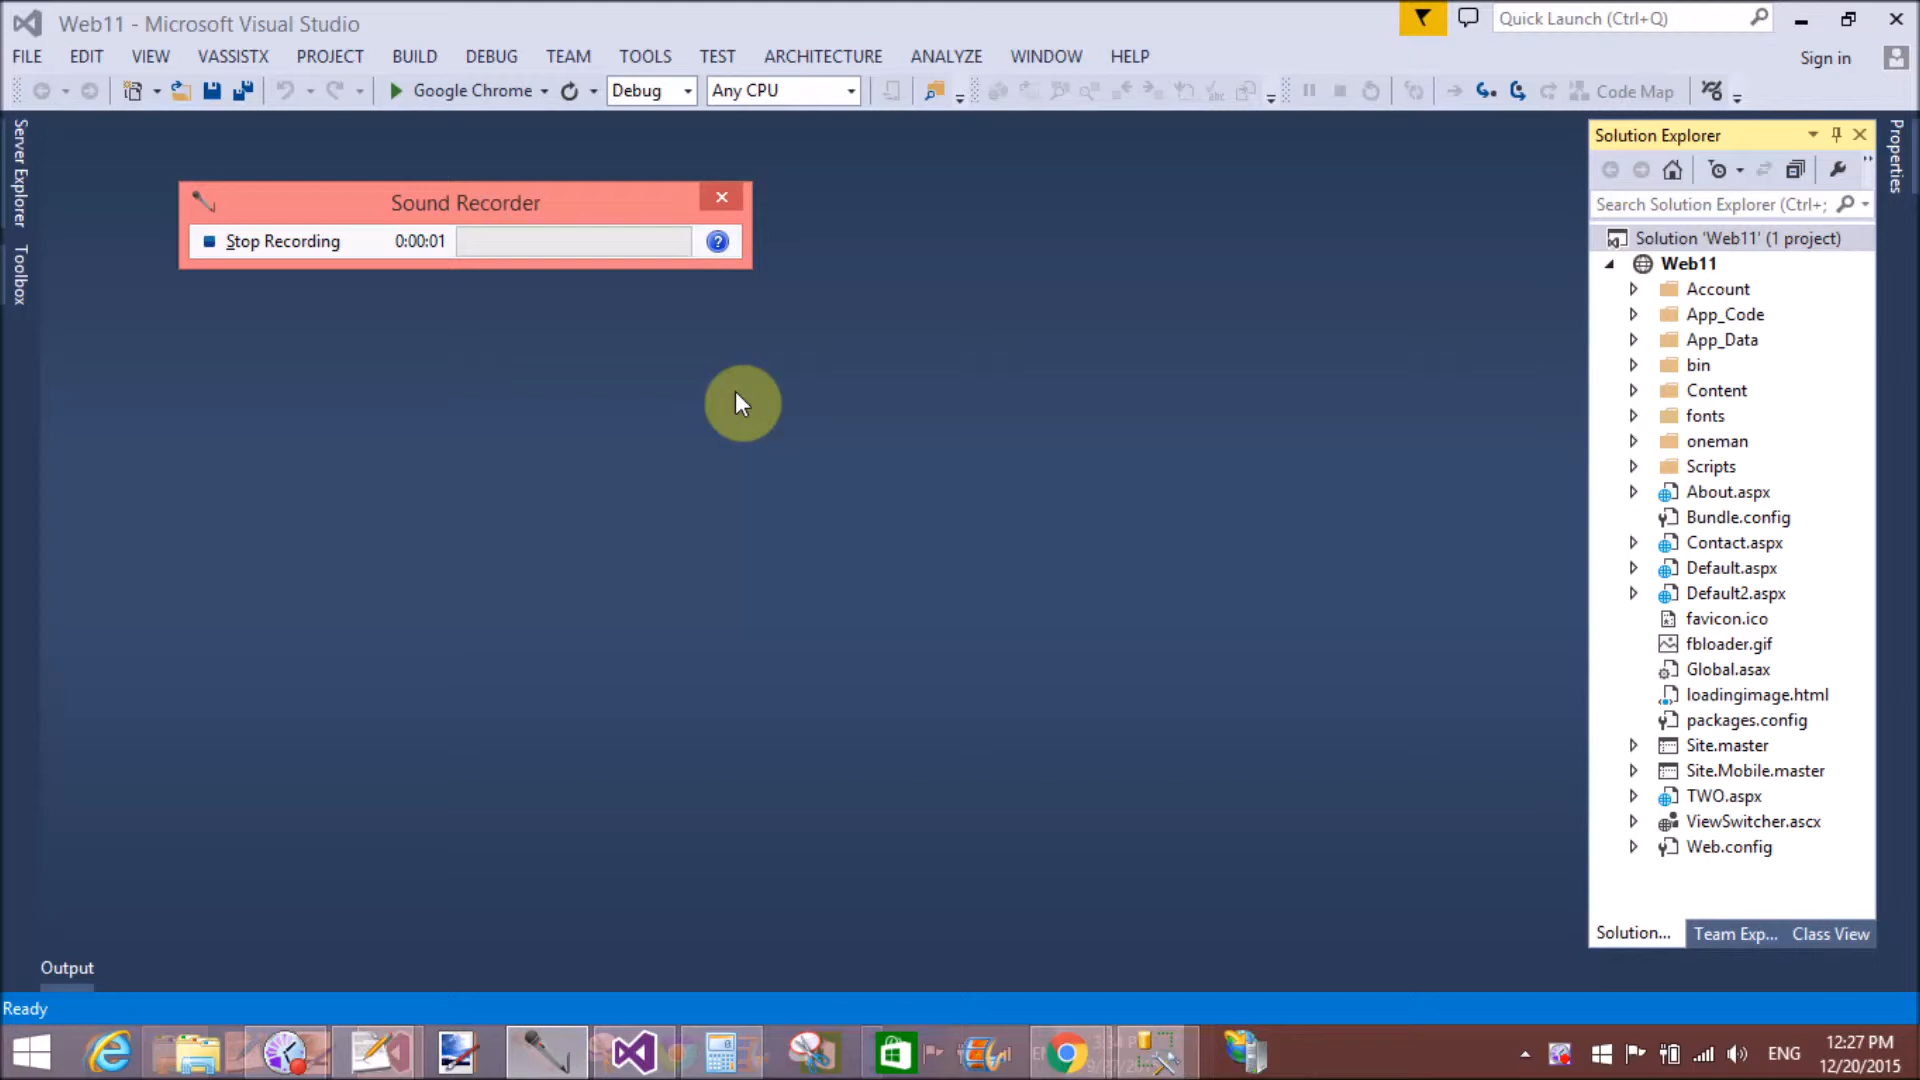 Web11 - Microsoft Visual Studio
Quick Launch (Ctrl+Q)
FILE EDIT VIEW VASSISTX PROJECT BUILD DEBUG TEAM TOOLS TEST ARCHITECTURE ANALYZE WINDOW HELP
Sign in
Google Chrome Debug Any CPU Code Map
Server Explorer
Toolbox
Sound Recorder
Stop Recording 0:00:01
Solution Explorer
Search Solution Explorer (Ctrl+;
Solution 'Web11' (1 project)
Web11
Account
App_Code
App_Data
bin
Content
fonts
oneman
Scripts
About.aspx
Bundle.config
Contact.aspx
Default.aspx
Default2.aspx
favicon.ico
fbloader.gif
Global.asax
loadingimage.html
packages.config
Site.master
Site.Mobile.master
TWO.aspx
ViewSwitcher.ascx
Web.config
Solution... Team Exp... Class View
Properties
Output
Ready
ENG
12:27 PM
12/20/2015